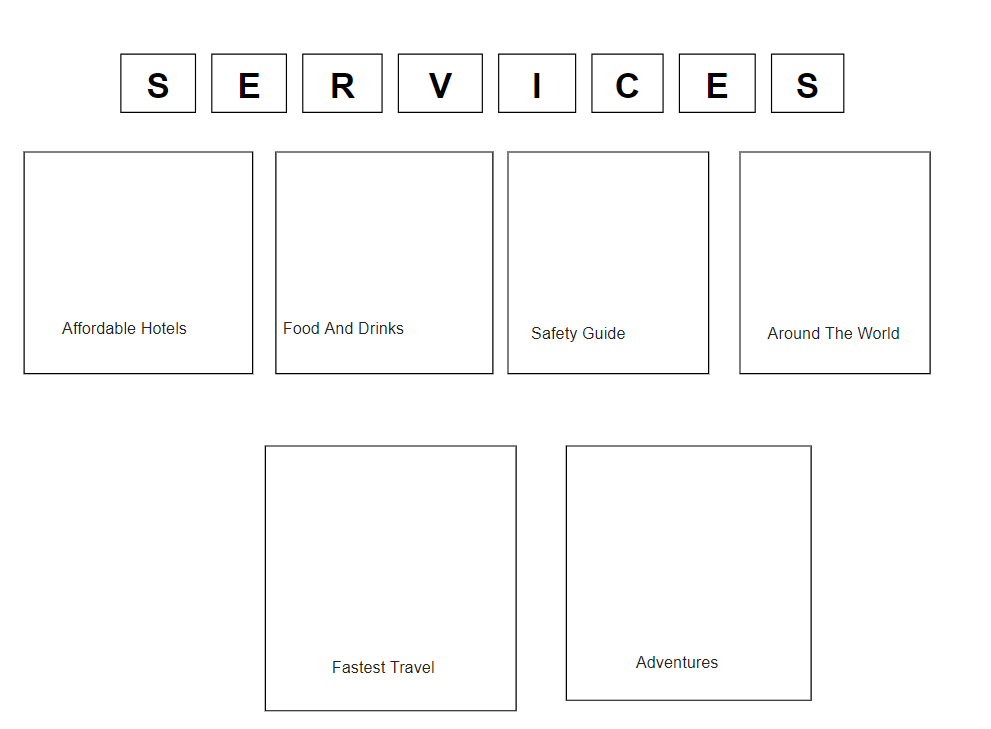 S E R V I C E S
Affordable Hotels
Food And Drinks
Safety Guide
Around The World
Fastest Travel
Adventures